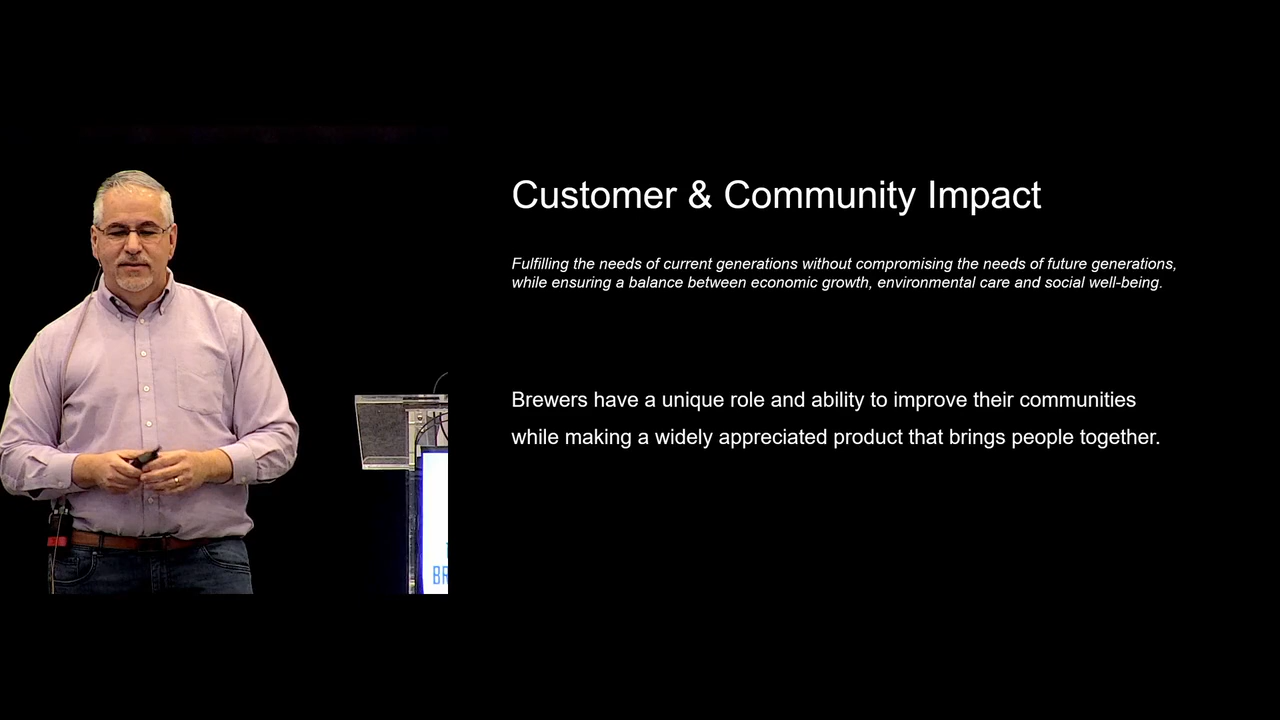 Customer & Community Impact
Fulfilling the needs of current generations without compromising the needs of future generations,
while ensuring a balance between economic growth, environmental care and social well-being.
Brewers have a unique role and ability to improve their communities
while making a widely appreciated product that brings people together.
BR